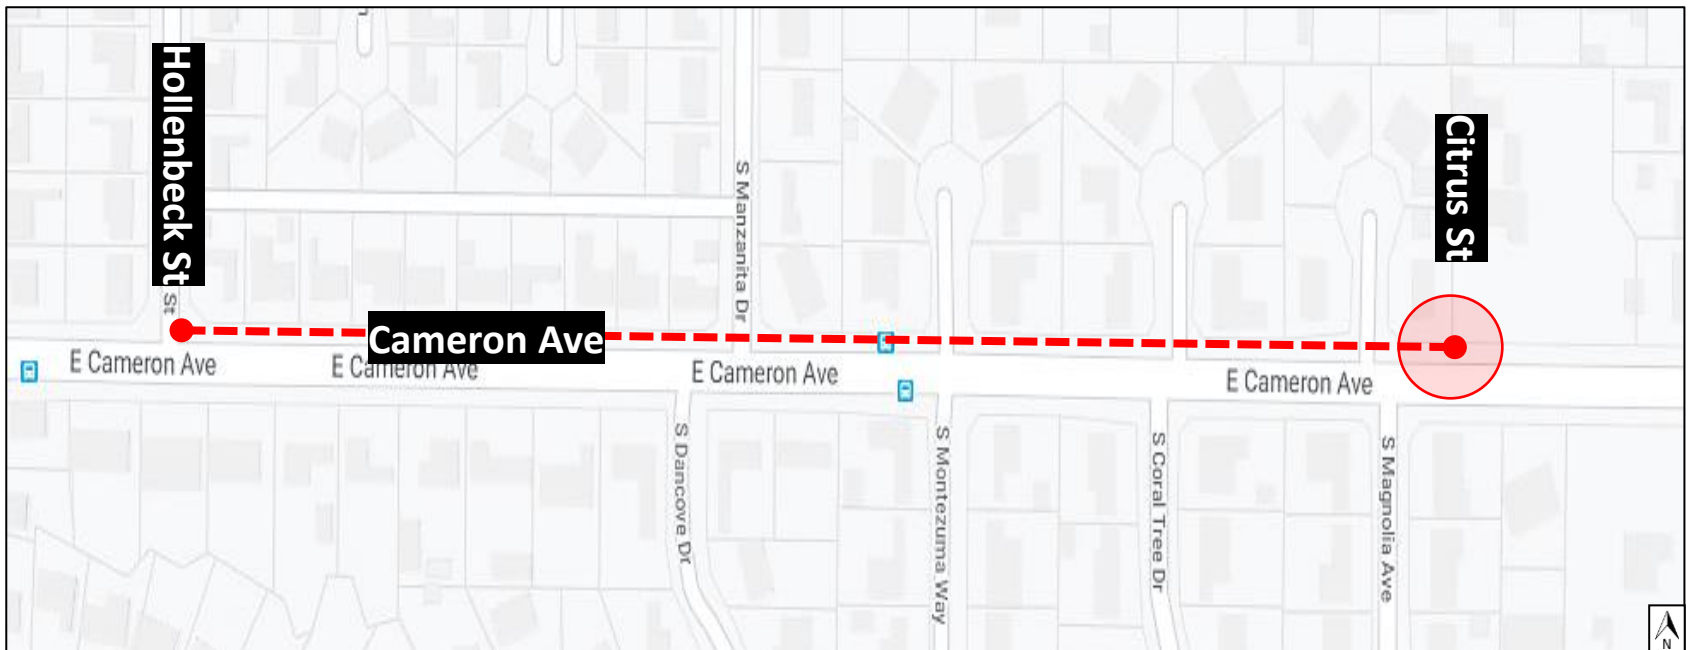 Hollenbeck St
St
S Manzanita Dr
Citrus St
Cameron Ave
E Cameron Ave
E Cameron Ave
E Cameron Ave
E Cameron Ave
S Dancove Dr
S Montezuma Way
S Coral Tree Dr
S Magnolia Ave
N